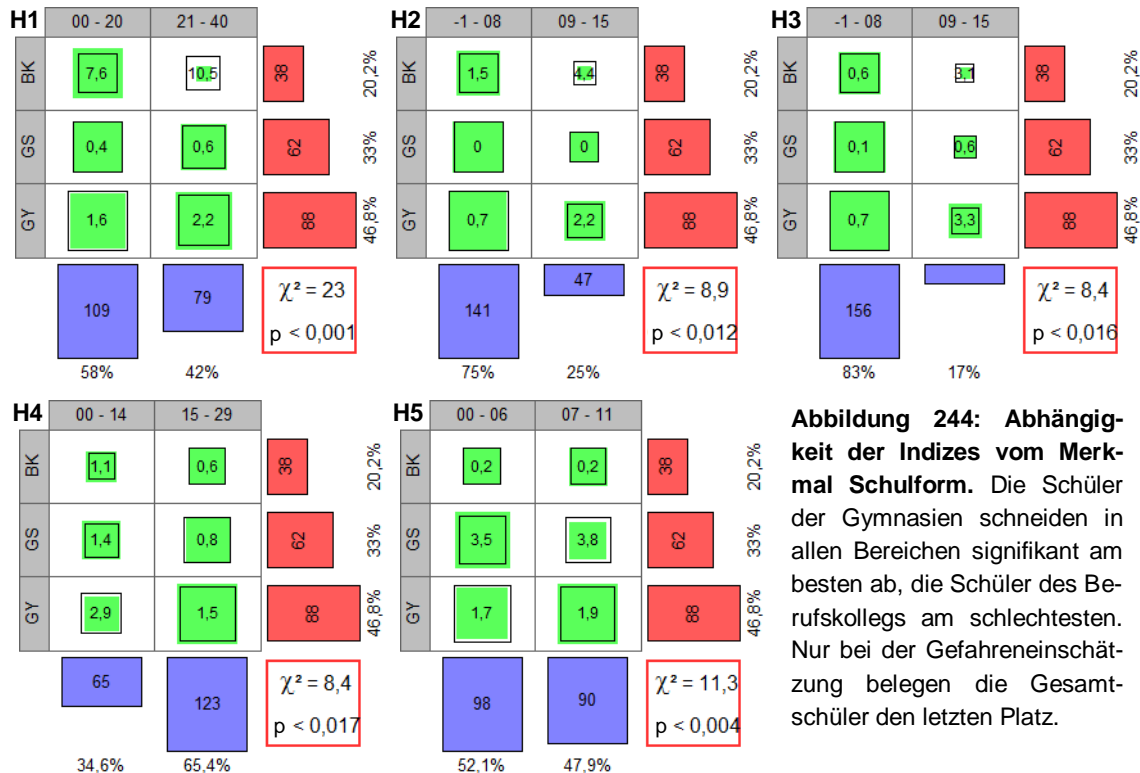 H1 00 - 20 21 - 40
BK 7,6 10,5 38 20,2%
GS 0,4 0,6 62 33%
GY 1,6 2,2 88 46,8%
109 79 χ² = 23
p < 0,001
58% 42%
H2 -1 - 08 09 - 15
BK 1,5 4,4 38 20,2%
GS 0 0 62 33%
GY 0,7 2,2 88 46,8%
141 47 χ² = 8,9
p < 0,012
75% 25%
H3 -1 - 08 09 - 15
BK 0,6 3,1 38 20,2%
GS 0,1 0,6 62 33%
GY 0,7 3,3 88 46,8%
156 χ² = 8,4
p < 0,016
83% 17%
H4 00 - 14 15 - 29
BK 1,1 0,6 38 20,2%
GS 1,4 0,8 62 33%
GY 2,9 1,5 88 46,8%
65 123 χ² = 8,4
p < 0,017
34,6% 65,4%
H5 00 - 06 07 - 11
BK 0,2 0,2 38 20,2%
GS 3,5 3,8 62 33%
GY 1,7 1,9 88 46,8%
98 90 χ² = 11,3
p < 0,004
52,1% 47,9%
Abbildung 244: Abhängig-
keit der Indizes vom Merk-
mal Schulform. Die Schüler
der Gymnasien schneiden in
allen Bereichen signifikant am
besten ab, die Schüler des Be-
rufskollegs am schlechtesten.
Nur bei der Gefahreneinschät-
zung belegen die Gesamt-
schüler den letzten Platz.